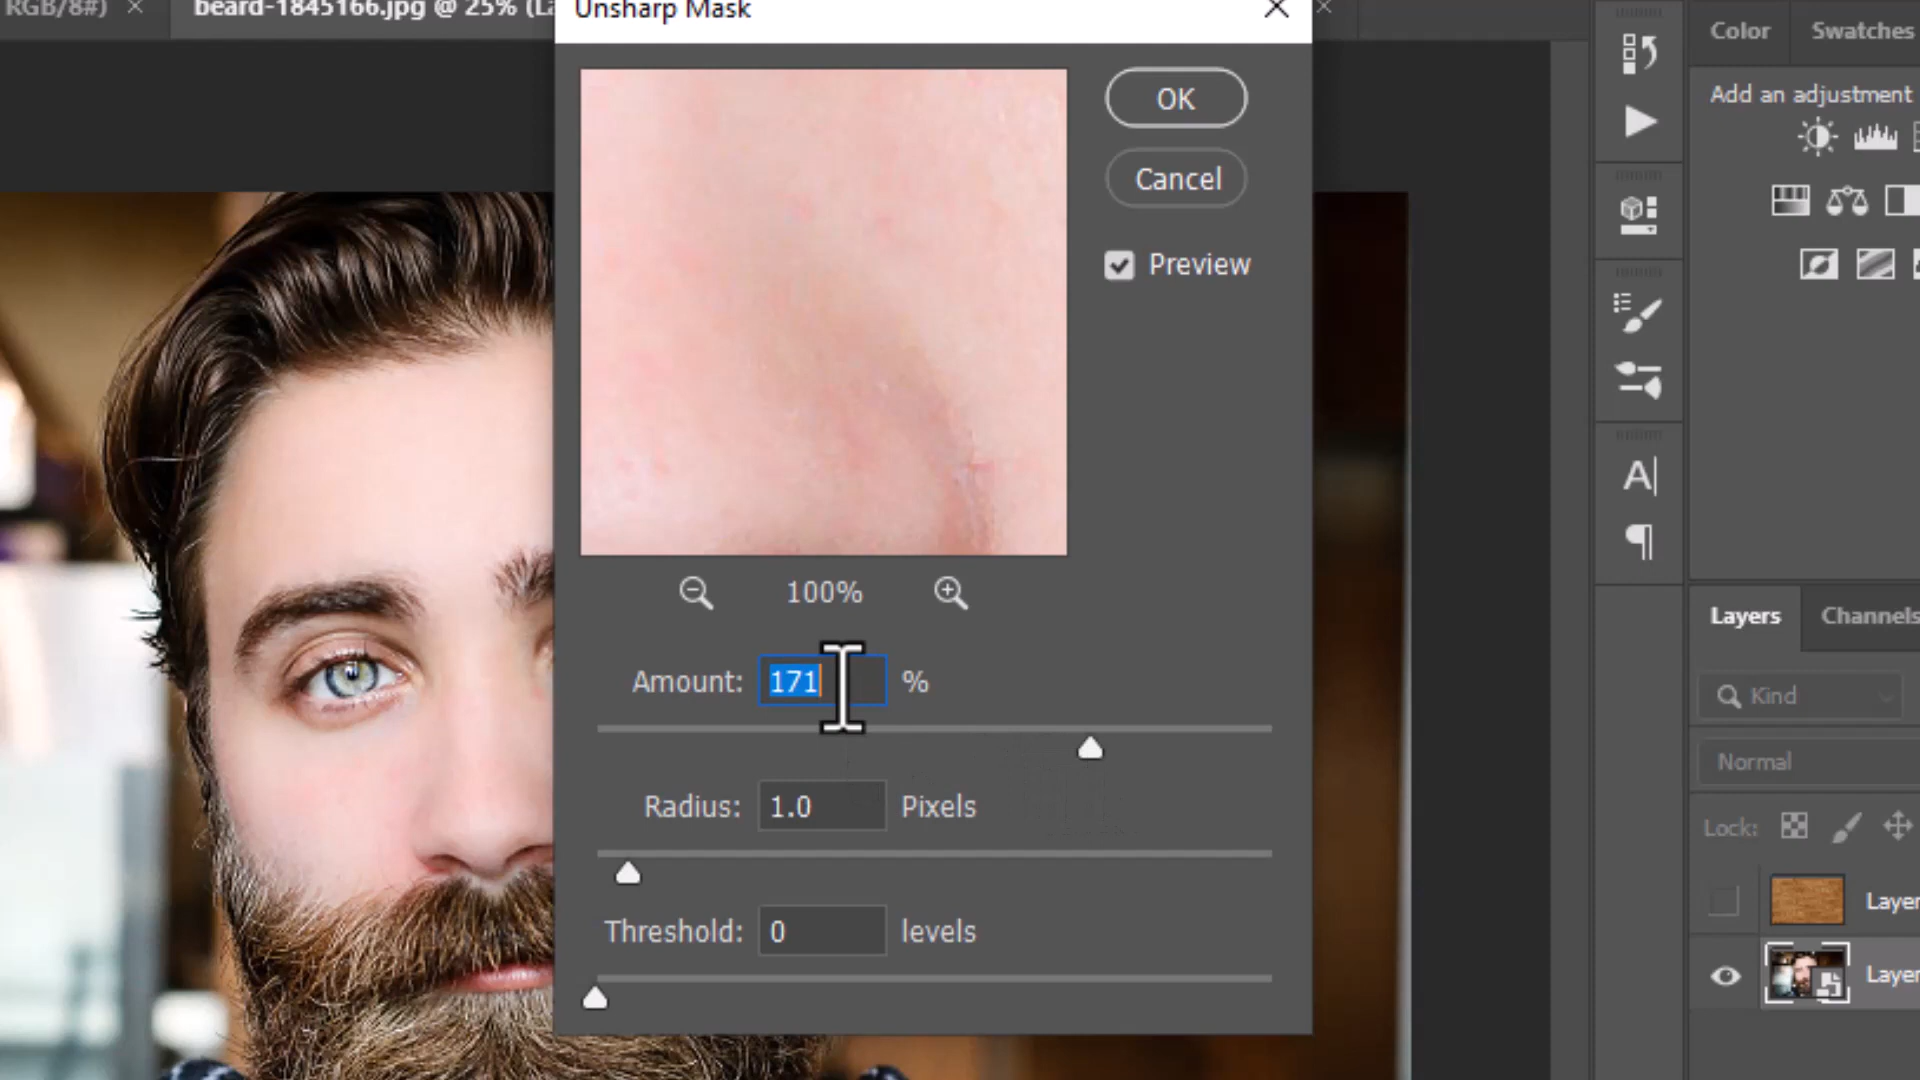 RGB/8#) ×
beard-1845166.jpg @ 25% (La
Unsharp Mask
OK
Cancel
Preview
100%
Amount: 171 %
Radius: 1.0 Pixels
Threshold: 0 levels
Color Swatches
Add an adjustment
A|
¶
Layers Channels
Kind
Normal
Lock:
Layer
Layer